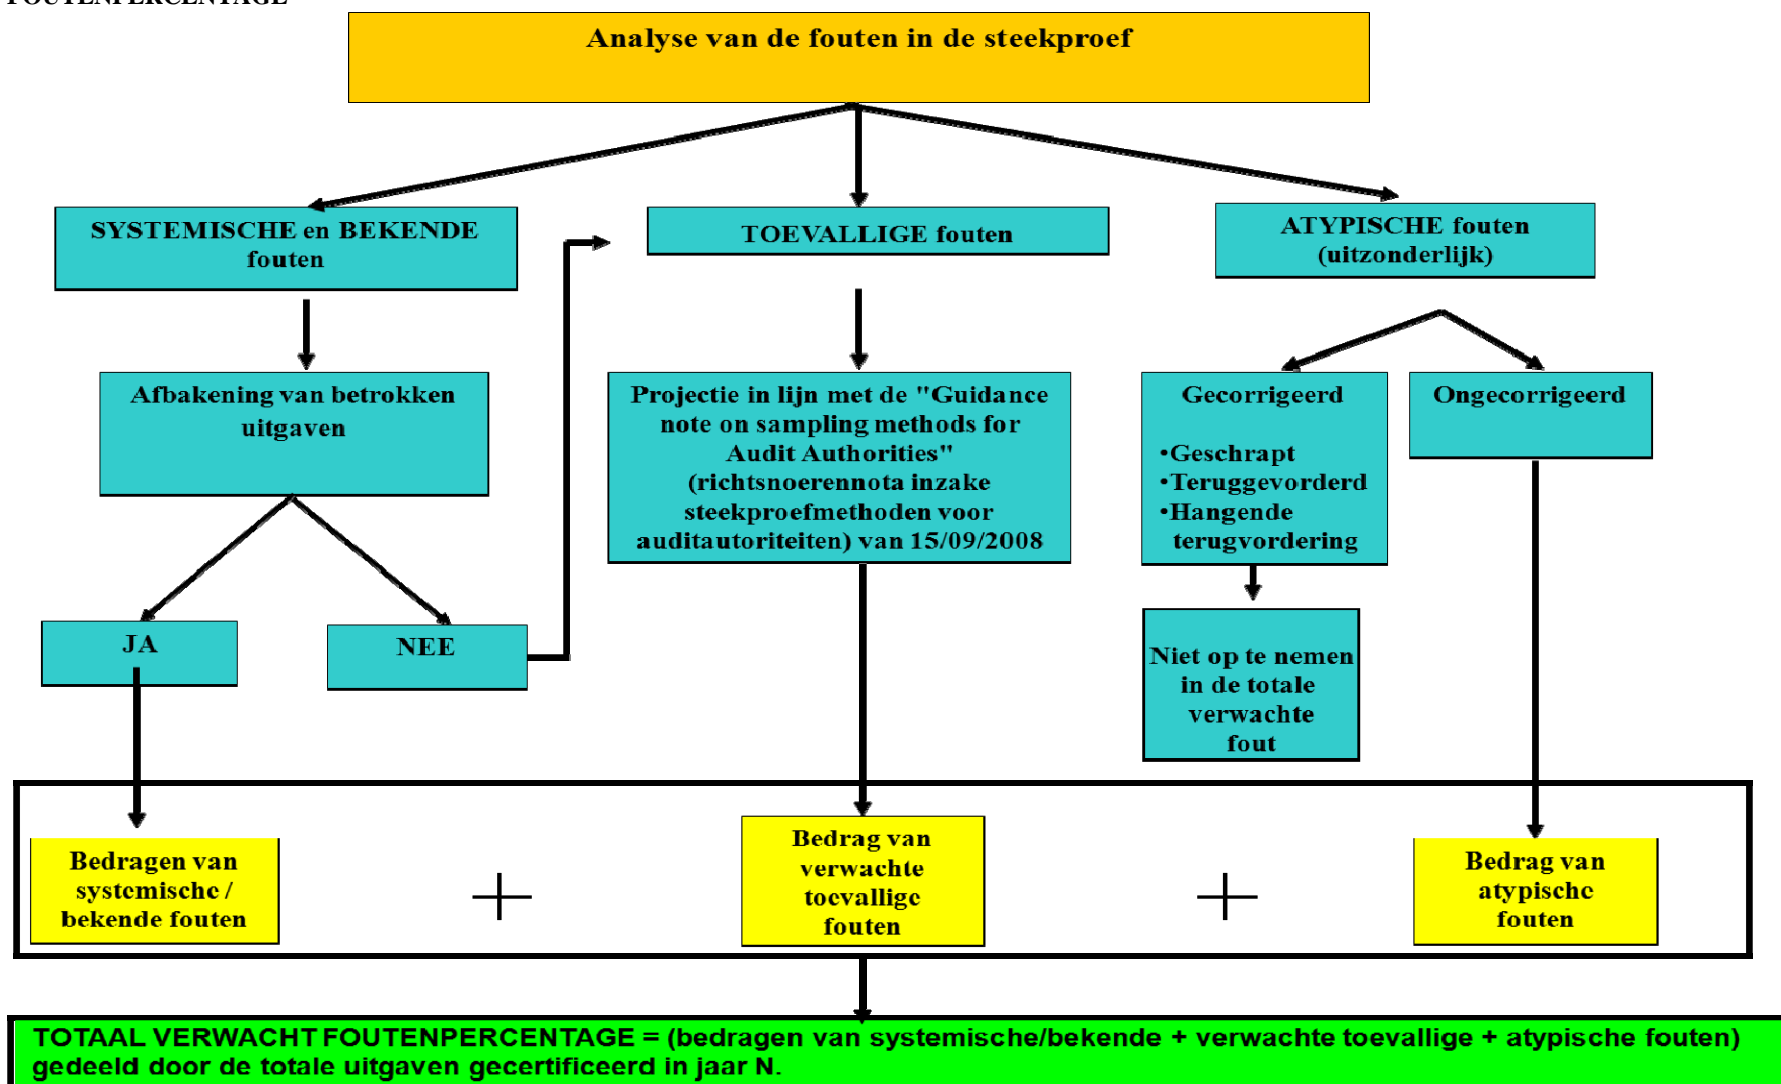 FOUTENPERCENTAGE
Analyse van de fouten in de steekproef
SYSTEMISCHE en BEKENDE
fouten
TOEVALLIGE fouten
ATYPISCHE fouten
(uitzonderlijk)
Afbakening van betrokken
uitgaven
Projectie in lijn met de "Guidance
note on sampling methods for
Audit Authorities"
(richtsnoerennota inzake
steekproefmethoden voor
auditautoriteiten) van 15/09/2008
Gecorrigeerd
•Geschrapt
•Teruggevorderd
•Hangende
terugvordering
Ongecorrigeerd
JA
NEE
Niet op te nemen
in de totale
verwachte
fout
Bedragen van
systemische /
bekende fouten
+
Bedrag van
verwachte
toevallige
fouten
+
Bedrag van
atypische
fouten
TOTAAL VERWACHT FOUTENPERCENTAGE = (bedragen van systemische/bekende + verwachte toevallige + atypische fouten)
gedeeld door de totale uitgaven gecertificeerd in jaar N.